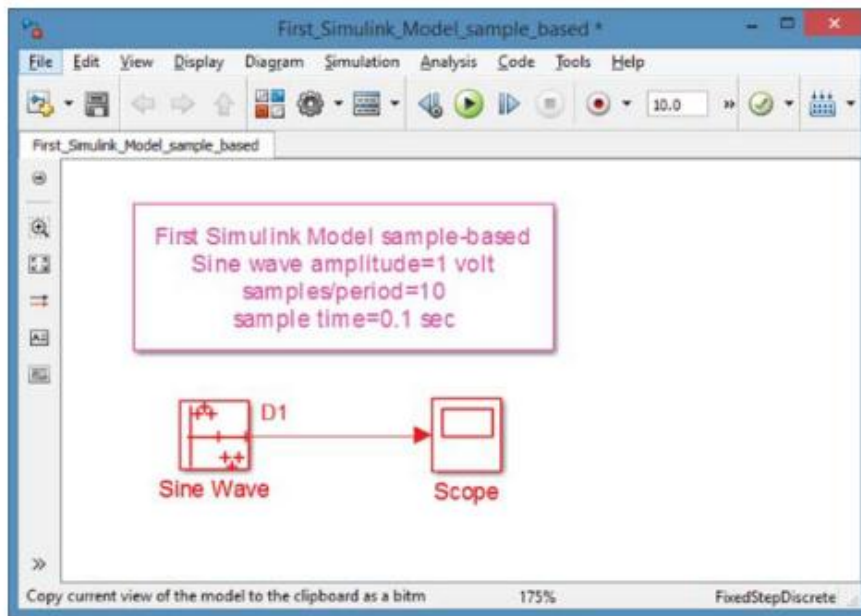 First_Simulink_Model_sample_based *
File Edit View Display Diagram Simulation Analysis Code Tools Help
10.0
First_Simulink_Model_sample_based
First Simulink Model sample-based
Sine wave amplitude=1 volt
samples/period=10
sample time=0.1 sec
D1
Sine Wave
Scope
Copy current view of the model to the clipboard as a bitm 175% FixedStepDiscrete